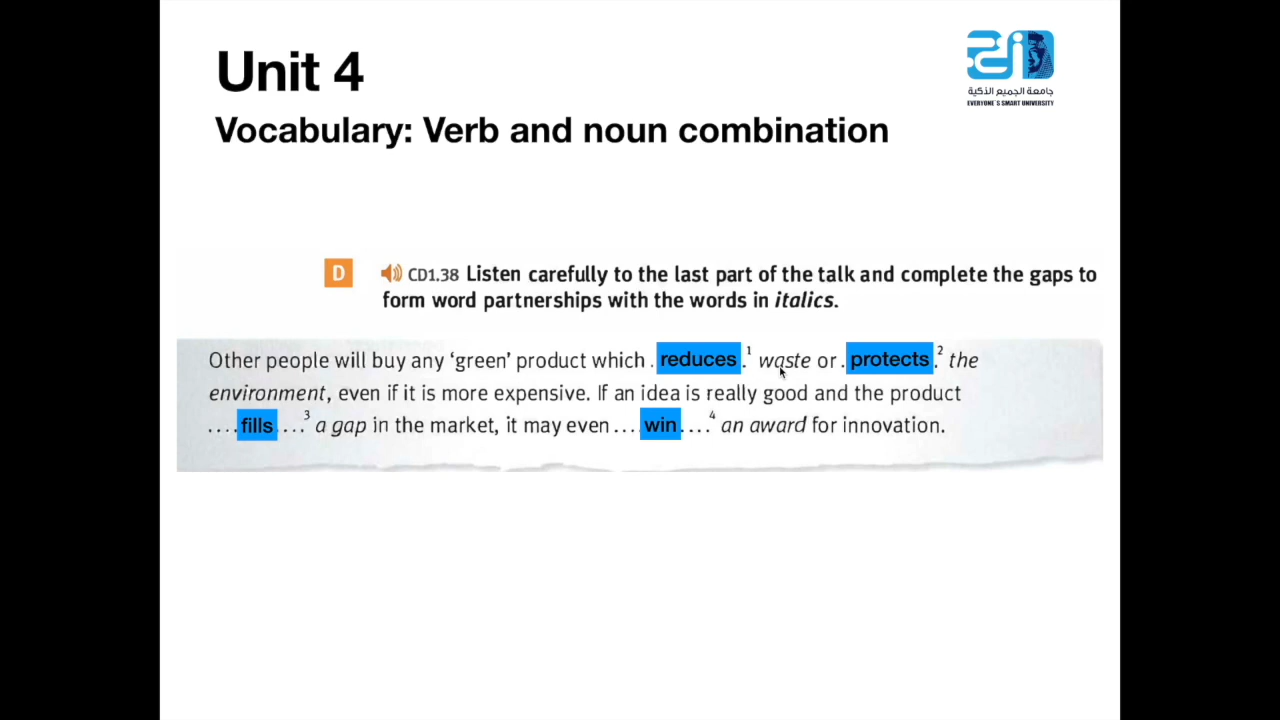 Unit 4
جامعة الجميع الذكية
EVERYONE'S SMART UNIVERSITY
Vocabulary: Verb and noun combination
D CD1.38 Listen carefully to the last part of the talk and complete the gaps to
form word partnerships with the words in italics.
Other people will buy any ‘green’ product which . reduces .¹ waste or . protects .² the
environment, even if it is more expensive. If an idea is really good and the product
....fills....³ a gap in the market, it may even ....win....⁴ an award for innovation.